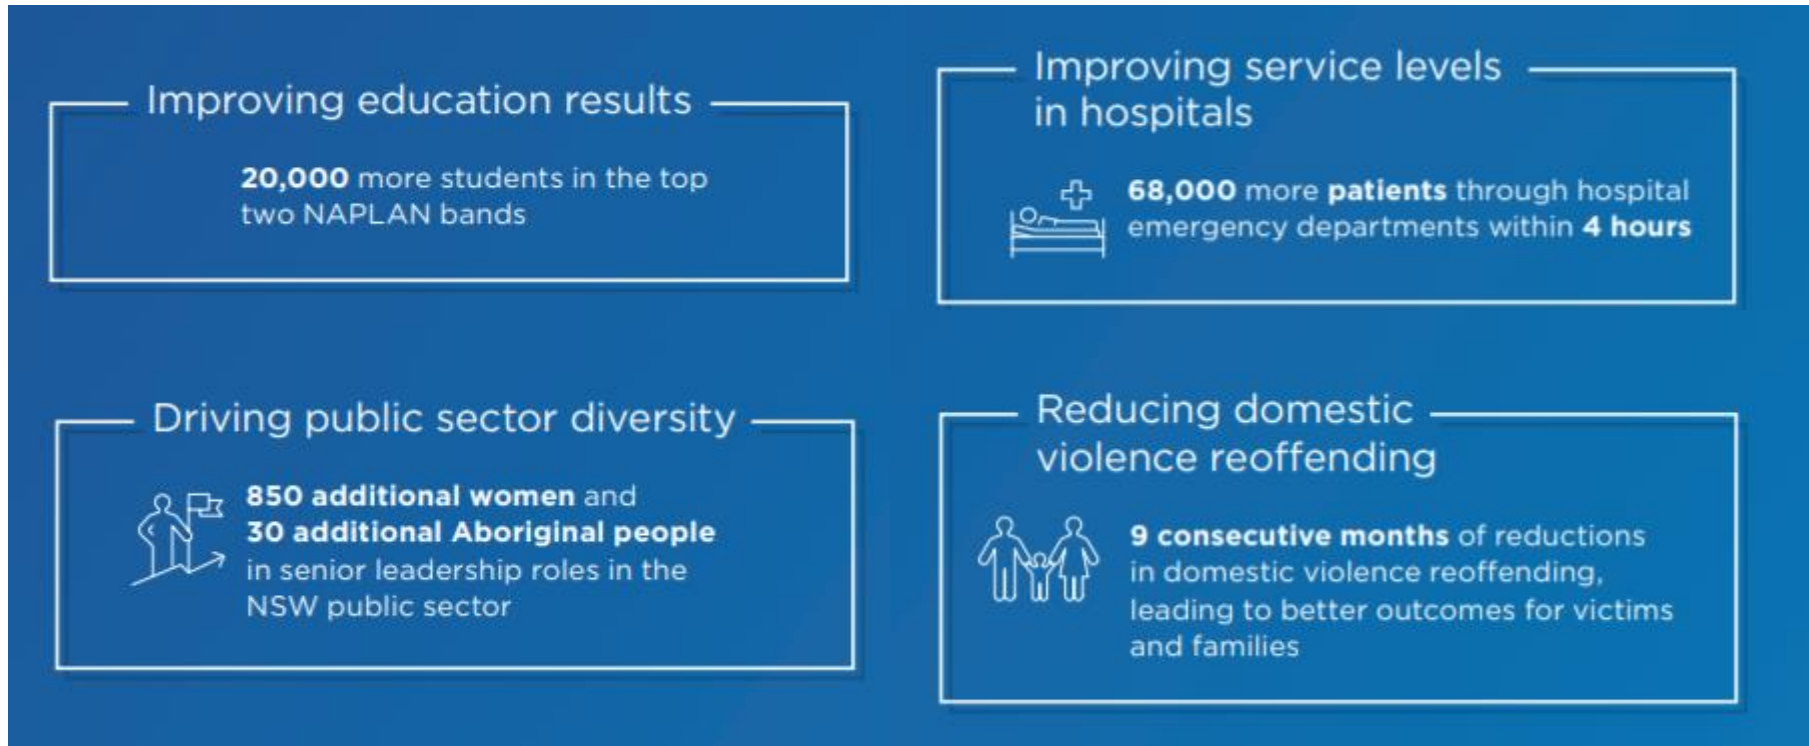 Improving education results
20,000 more students in the top
two NAPLAN bands
Improving service levels
in hospitals
68,000 more patients through hospital
emergency departments within 4 hours
Driving public sector diversity
850 additional women and
30 additional Aboriginal people
in senior leadership roles in the
NSW public sector
Reducing domestic
violence reoffending
9 consecutive months of reductions
in domestic violence reoffending,
leading to better outcomes for victims
and families